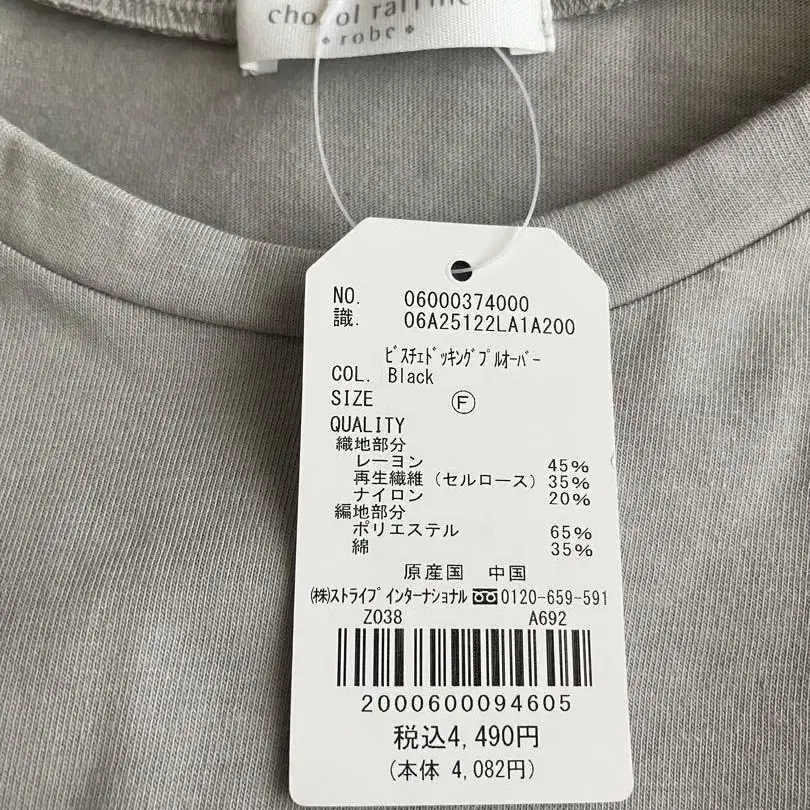 robe
NO. 06000374000
識. 06A25122LA1A200
ﾋﾞｽﾁｪﾄﾞｯｷﾝｸﾞﾌﾟﾙｵｰﾊﾞｰ
COL. Black
SIZE Ⓕ
QUALITY
織地部分
レーヨン 45%
再生繊維（セルロース）35%
ナイロン 20%
編地部分
ポリエステル 65%
綿 35%
原産国 中国
㈱ストライプインターナショナル 0120-659-591
Z038 A692
2000600094605
税込4,490円
(本体 4,082円)